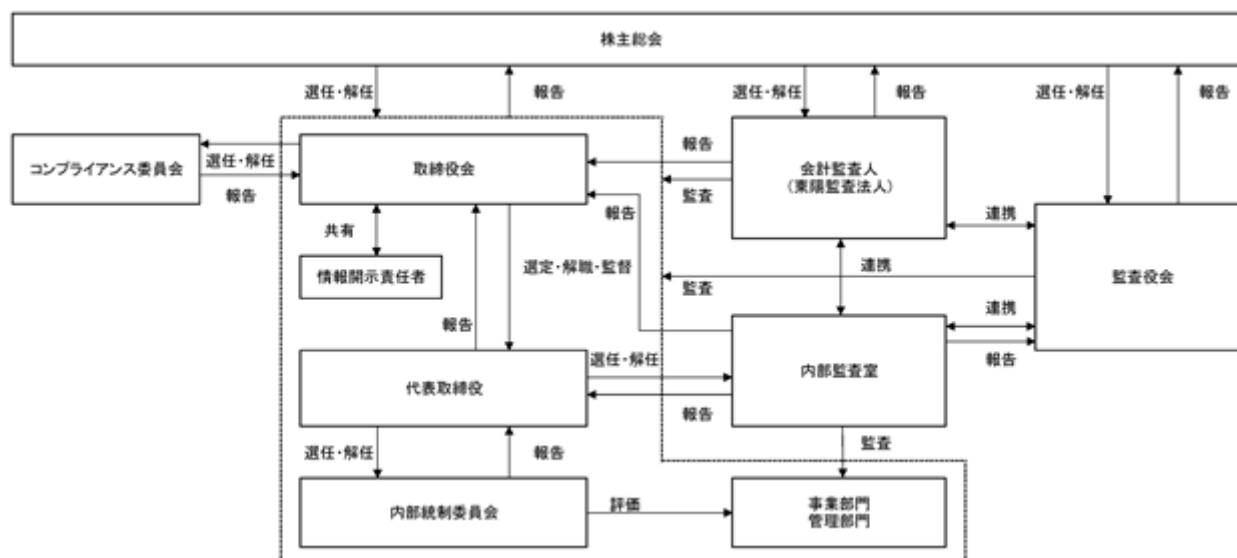 株主総会
選任・解任
報告
選任・解任
報告
選任・解任
報告
コンプライアンス委員会
選任・解任
報告
取締役会
報告
監査
会計監査人
(東陽監査法人)
連携
共有
報告
情報開示責任者
選定・解職・監督
連携
監査
監査役会
報告
連携
報告
代表取締役
選任・解任
報告
内部監査室
選任・解任
報告
監査
内部統制委員会
評価
事業部門
管理部門